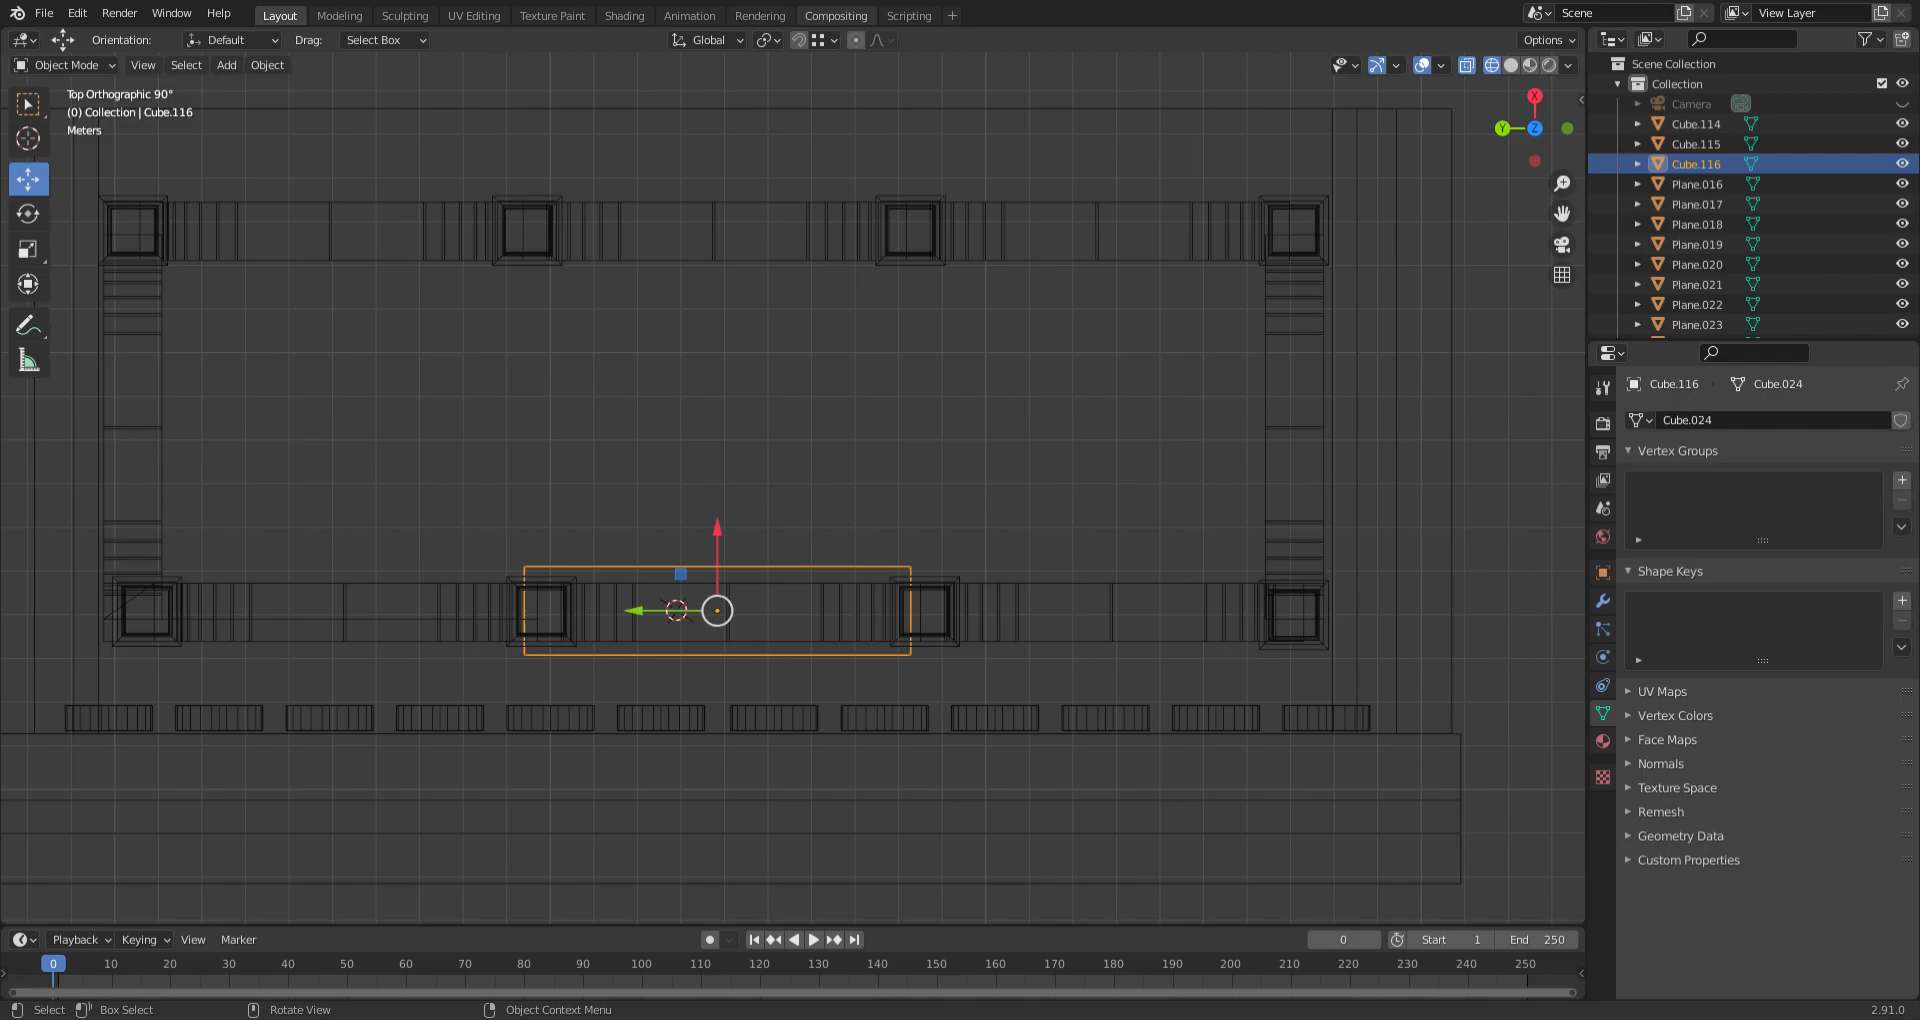 File Edit Render Window Help Layout Modeling Sculpting UV Editing Texture Paint Shading Animation Rendering Compositing Scripting + Scene View Layer
Orientation: Default Drag: Select Box Global Options
Object Mode View Select Add Object
Top Orthographic 90°
(0) Collection | Cube.116
Meters
X
Y
Z
Scene Collection
Collection
Camera
Cube.114
Cube.115
Cube.116
Plane.016
Plane.017
Plane.018
Plane.019
Plane.020
Plane.021
Plane.022
Plane.023
Cube.116 Cube.024
Cube.024
Vertex Groups
Shape Keys
UV Maps
Vertex Colors
Face Maps
Normals
Texture Space
Remesh
Geometry Data
Custom Properties
Playback Keying View Marker 0 Start 1 End 250
0 10 20 30 40 50 60 70 80 90 100 110 120 130 140 150 160 170 180 190 200 210 220 230 240 250
Select Box Select Rotate View Object Context Menu 2.91.0